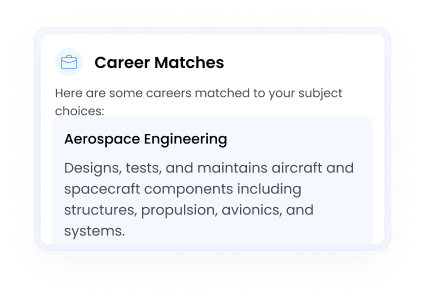 Career Matches
Here are some careers matched to your subject
choices:
Aerospace Engineering
Designs, tests, and maintains aircraft and
spacecraft components including
structures, propulsion, avionics, and
systems.